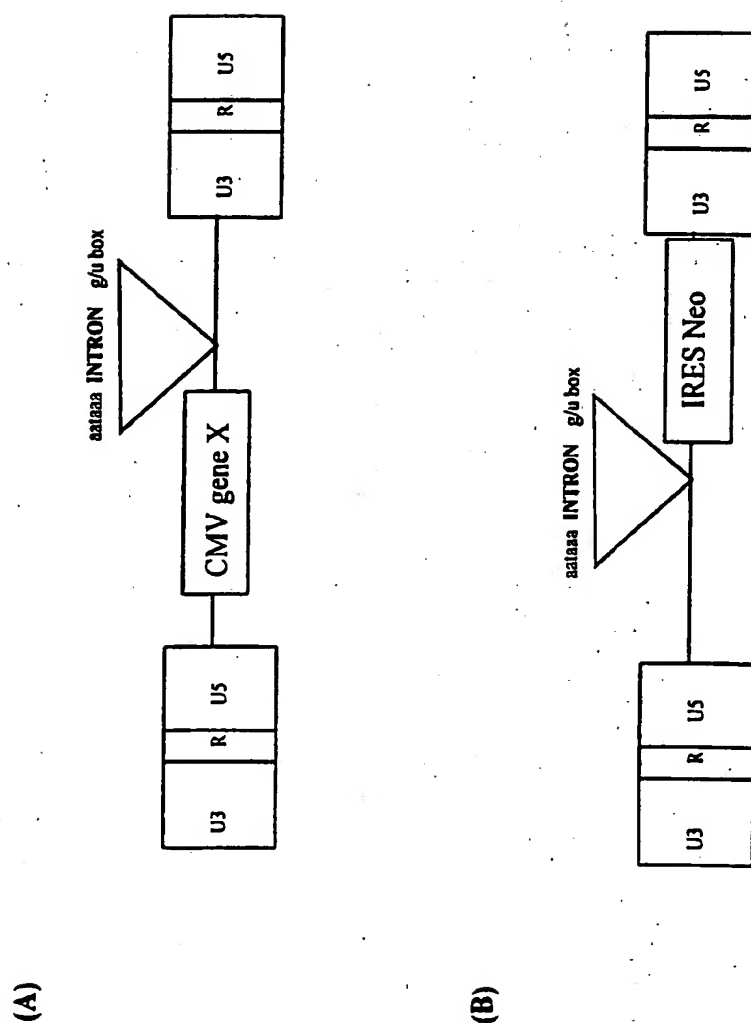 (A)
aataaa INTRON g/u box
U3 R U5 CMV gene X U3 R U5
(B)
aataaa INTRON g/u box
U3 R U5 IRES Neo U3 R U5